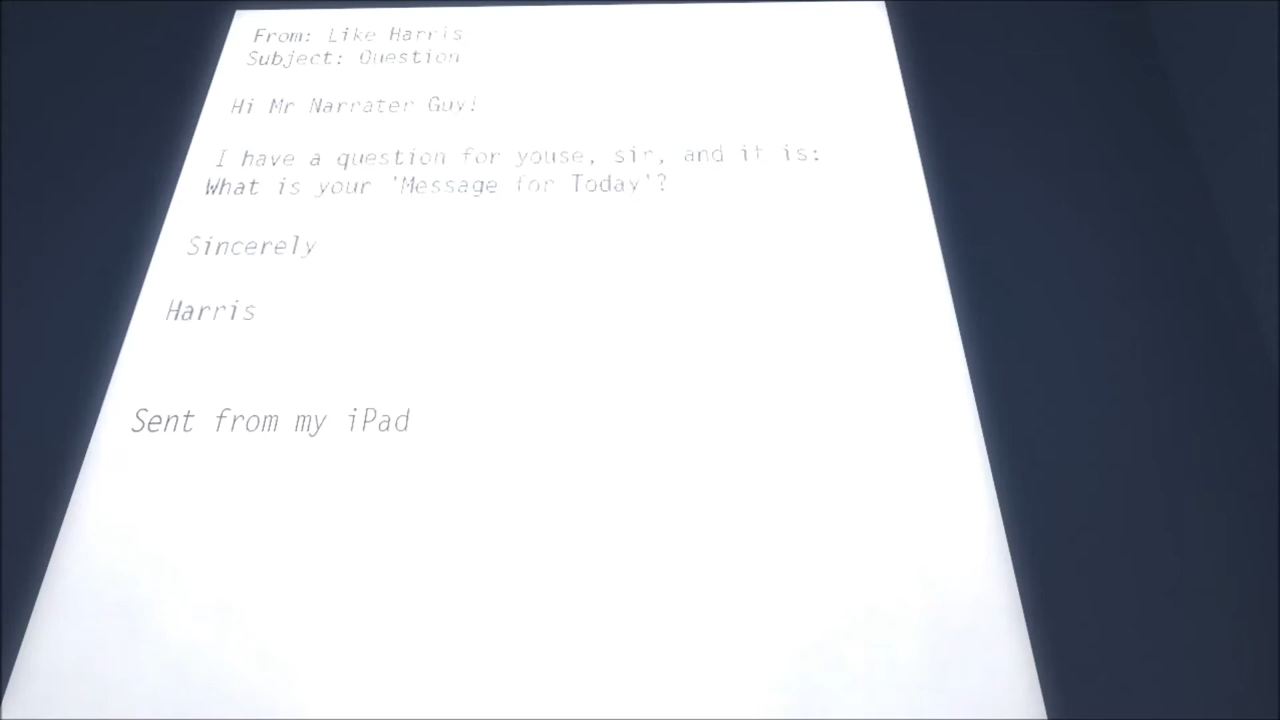 From: Like Harris
Subject: Question
Hi Mr Narrater Guy!
I have a question for youse, sir, and it is:
What is your 'Message for Today'?
Sincerely
Harris
Sent from my iPad